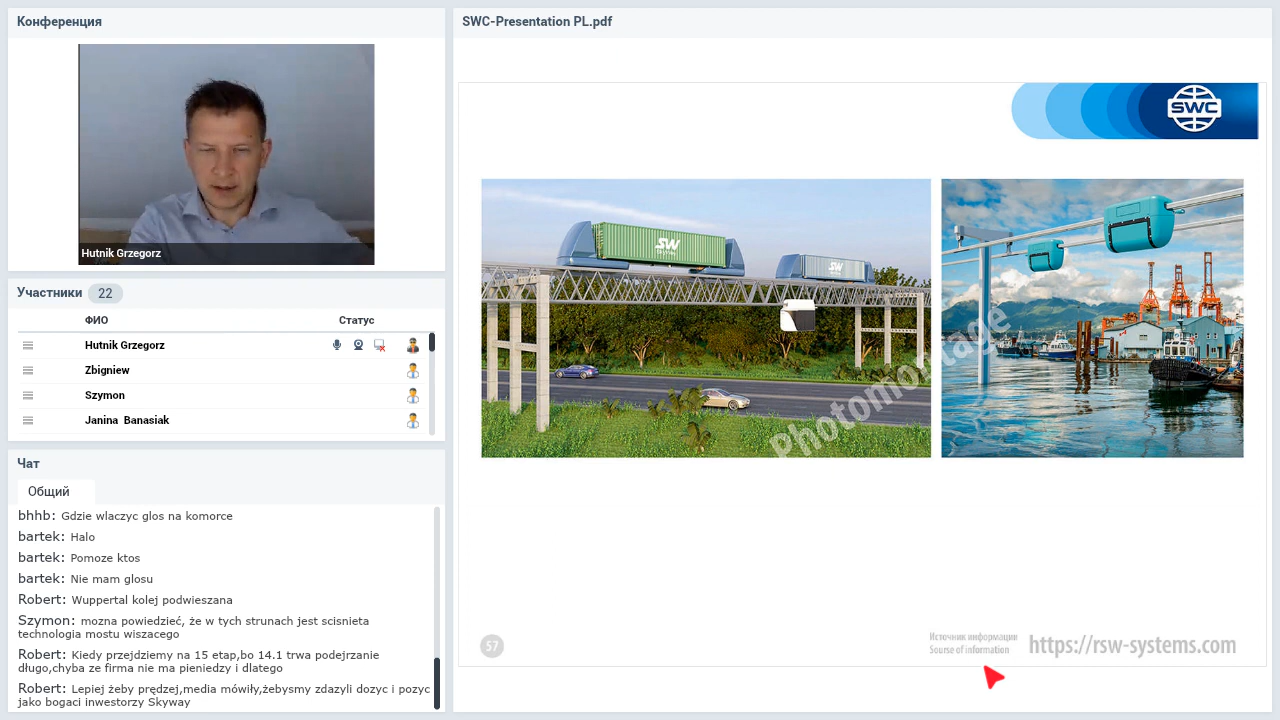 Конференция
Hutnik Grzegorz
Участники 22
ФИО Статус
Hutnik Grzegorz
Zbigniew
Szymon
Janina Banasiak
Чат
Общий
bhhb: Gdzie wlaczyc glos na komorce
bartek: Halo
bartek: Pomoze ktos
bartek: Nie mam glosu
Robert: Wuppertal kolej podwieszana
Szymon: mozna powiedzieć, że w tych strunach jest scisnieta
technologia mostu wiszacego
Robert: Kiedy przejdziemy na 15 etap,bo 14.1 trwa podejrzanie
długo,chyba ze firma nie ma pieniedzy i dlatego
Robert: Lepiej żeby prędzej,media mówiły,żebysmy zdazyli dozyc i pozyc
jako bogaci inwestorzy Skyway
SWC-Presentation PL.pdf
SWC
SW
SW
Photomontage
57
Источник информации
Sourse of information
https://rsw-systems.com